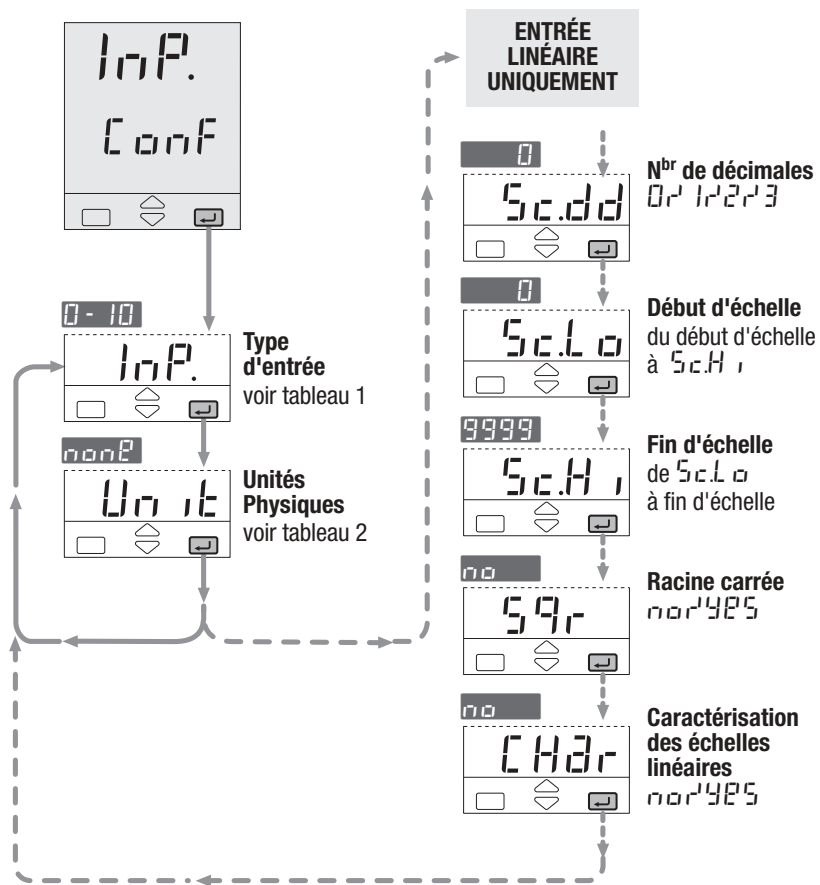 InP.
ConF
0-10
InP.
Type
d'entrée
voir tableau 1
nonE
Unit
Unités
Physiques
voir tableau 2
ENTRÉE
LINÉAIRE
UNIQUEMENT
0
Sc.dd
Nbr de décimales
0/1/2/3
0
Sc.Lo
Début d'échelle
du début d'échelle
à Sc.Hi
9999
Sc.Hi
Fin d'échelle
de Sc.Lo
à fin d'échelle
no
Sqr
Racine carrée
no/YES
no
CHar
Caractérisation
des échelles
linéaires
no/YES